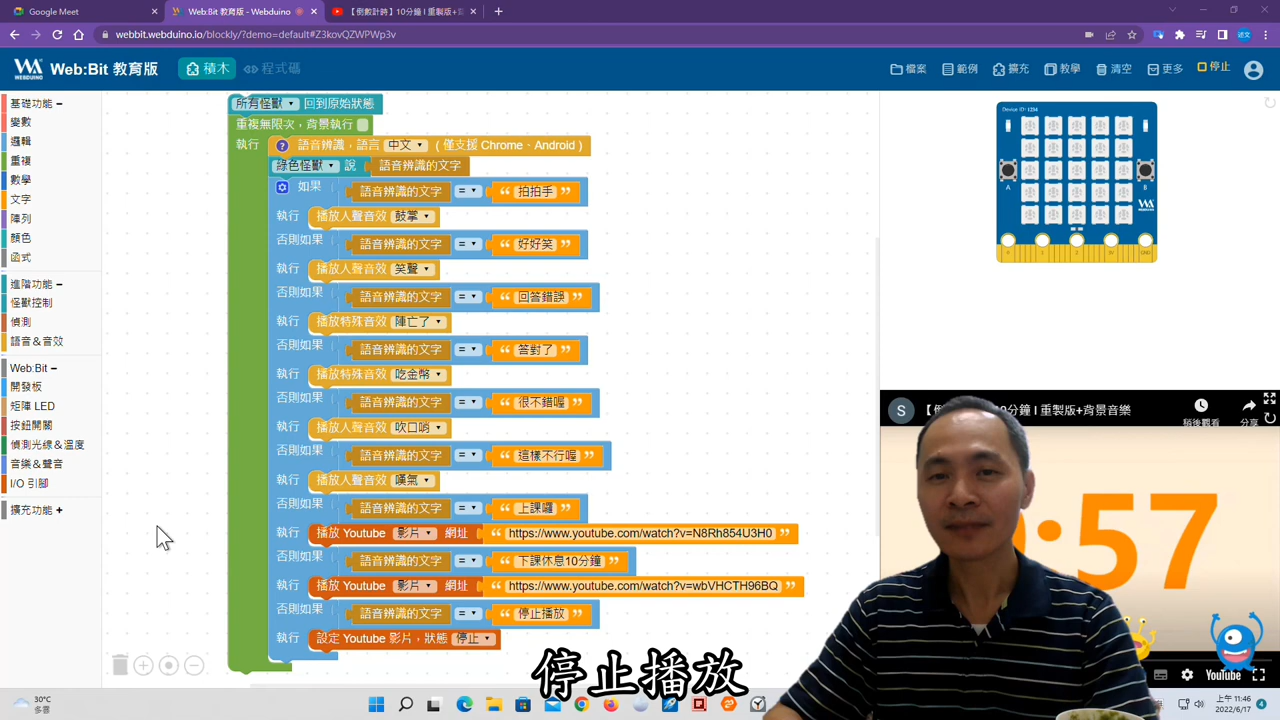 Google Meet
Web:Bit 教育版 - Webduino
【倒數計時】10分鐘 I 重製版+背
webbit.webduino.io/blockly/?demo=default#Z3kovQZWPWp3v
Web:Bit 教育版
積木
程式碼
檔案
範例
擴充
教學
清空
更多
停止
基礎功能
變數
邏輯
重複
數學
文字
陣列
顏色
函式
進階功能
怪獸控制
偵測
語音&音效
Web:Bit
開發板
矩陣 LED
按鈕開關
偵測光線&溫度
音樂&聲音
I/O 引腳
擴充功能 +
所有怪獸 回到原始狀態
重複無限次，背景執行
執行 語音辨識，語言 中文 ( 僅支援 Chrome、Android )
綠色怪獸 說 語音辨識的文字
如果 語音辨識的文字 = “ 拍拍手 ”
執行 播放人聲音效 鼓掌
否則如果 語音辨識的文字 = “ 好好笑 ”
執行 播放人聲音效 笑聲
否則如果 語音辨識的文字 = “ 回答錯誤 ”
執行 播放特殊音效 陣亡了
否則如果 語音辨識的文字 = “ 答對了 ”
執行 播放特殊音效 吃金幣
否則如果 語音辨識的文字 = “ 很不錯喔 ”
執行 播放人聲音效 吹口哨
否則如果 語音辨識的文字 = “ 這樣不行喔 ”
執行 播放人聲音效 嘆氣
否則如果 語音辨識的文字 = “ 上課囉 ”
執行 播放 Youtube 影片 網址 “ https://www.youtube.com/watch?v=N8Rh854U3H0 ”
否則如果 語音辨識的文字 = “ 下課休息10分鐘 ”
執行 播放 Youtube 影片 網址 “ https://www.youtube.com/watch?v=wbVHCTH96BQ ”
否則如果 語音辨識的文字 = “ 停止播放 ”
執行 設定 Youtube 影片，狀態 停止
Device ID: 1234
A
B
3V
GND
S
10分鐘 I 重製版+背景音樂
稍後觀看
分享
:57
YouTube
停止播放
30°C
多雲
上午 11:46
2022/6/17